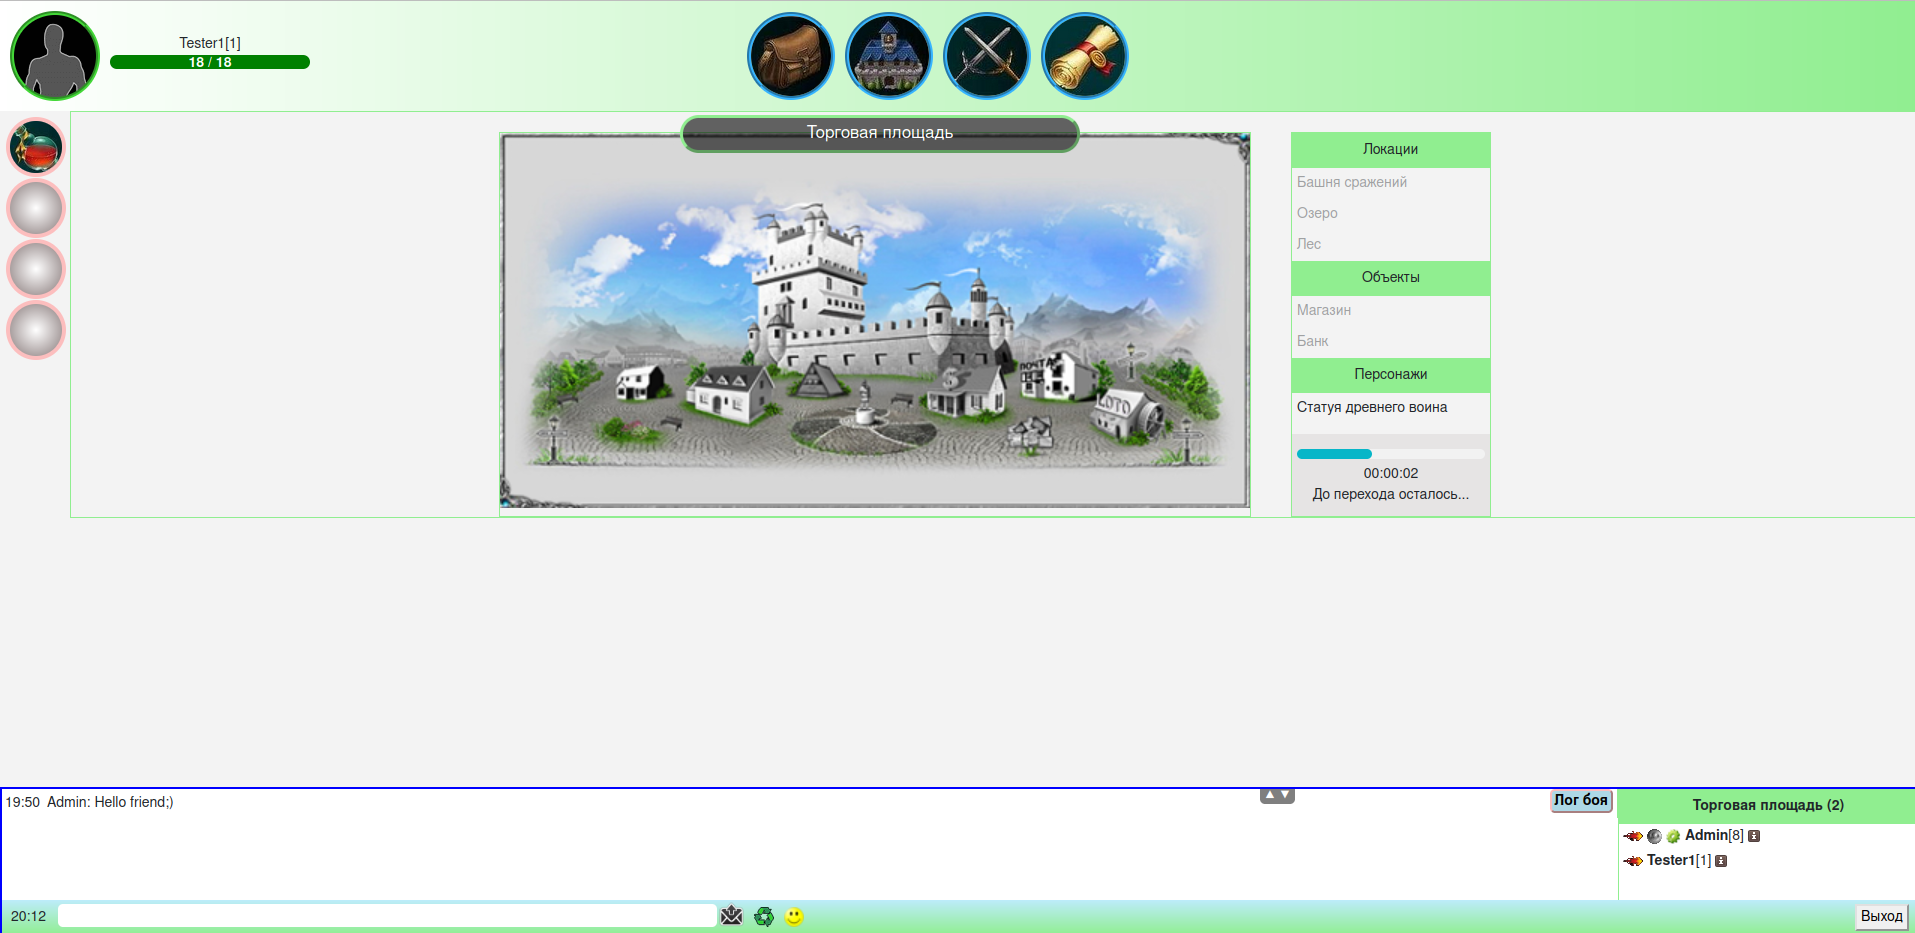 Tester1[1]
18 / 18
Торговая площадь
Локации
Башня сражений
Озеро
Лес
Объекты
Магазин
Банк
Персонажи
Статуя древнего воина
00:00:02
До перехода осталось...
ПОЧТА
LOTO
19:50 Admin: Hello friend;)
Лог боя
Торговая площадь (2)
Admin[8]
Tester1[1]
20:12
Выход